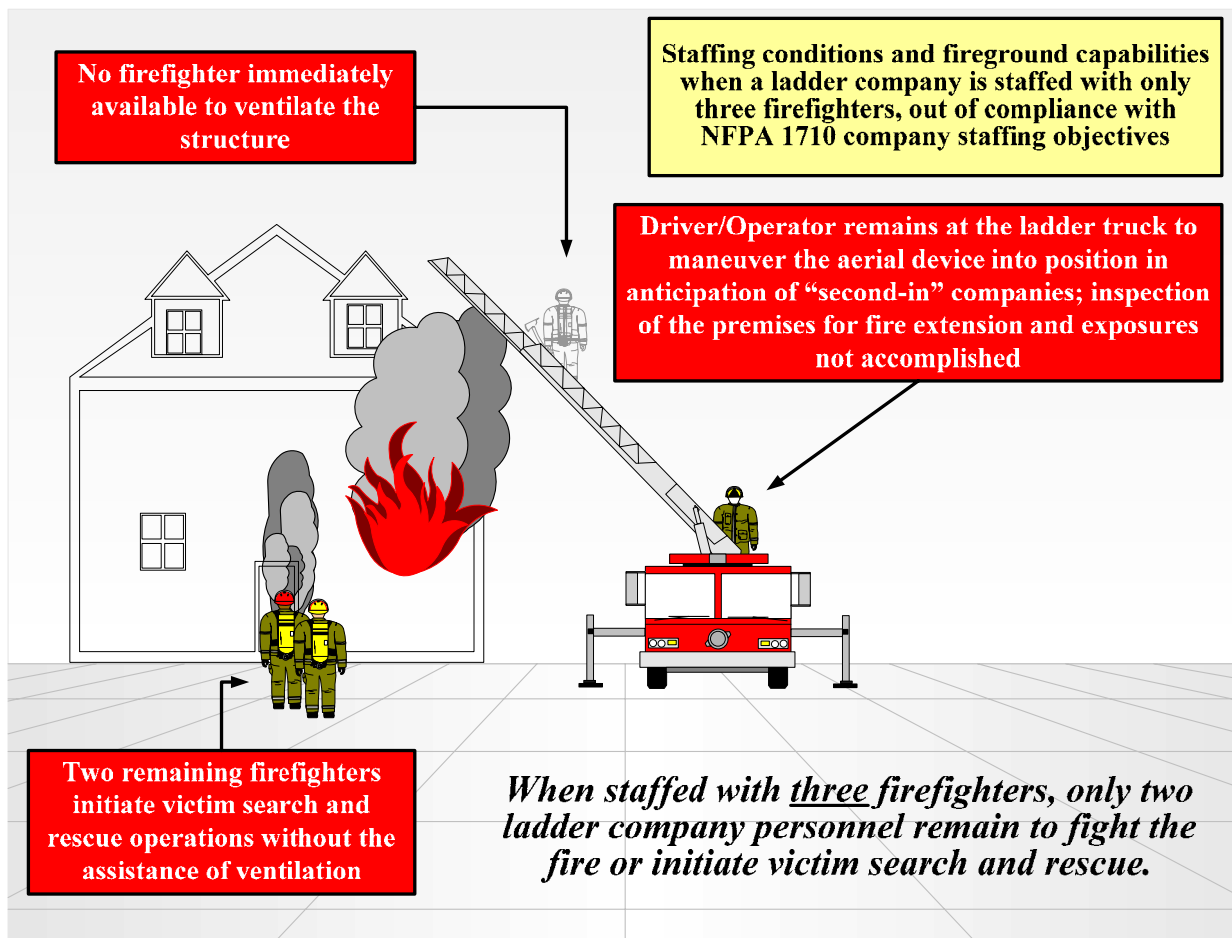 No firefighter immediately
available to ventilate the
structure
Staffing conditions and fireground capabilities
when a ladder company is staffed with only
three firefighters, out of compliance with
NFPA 1710 company staffing objectives
Driver/Operator remains at the ladder truck to
maneuver the aerial device into position in
anticipation of “second-in” companies; inspection
of the premises for fire extension and exposures
not accomplished
Two remaining firefighters
initiate victim search and
rescue operations without the
assistance of ventilation
When staffed with three firefighters, only two
ladder company personnel remain to fight the
fire or initiate victim search and rescue.